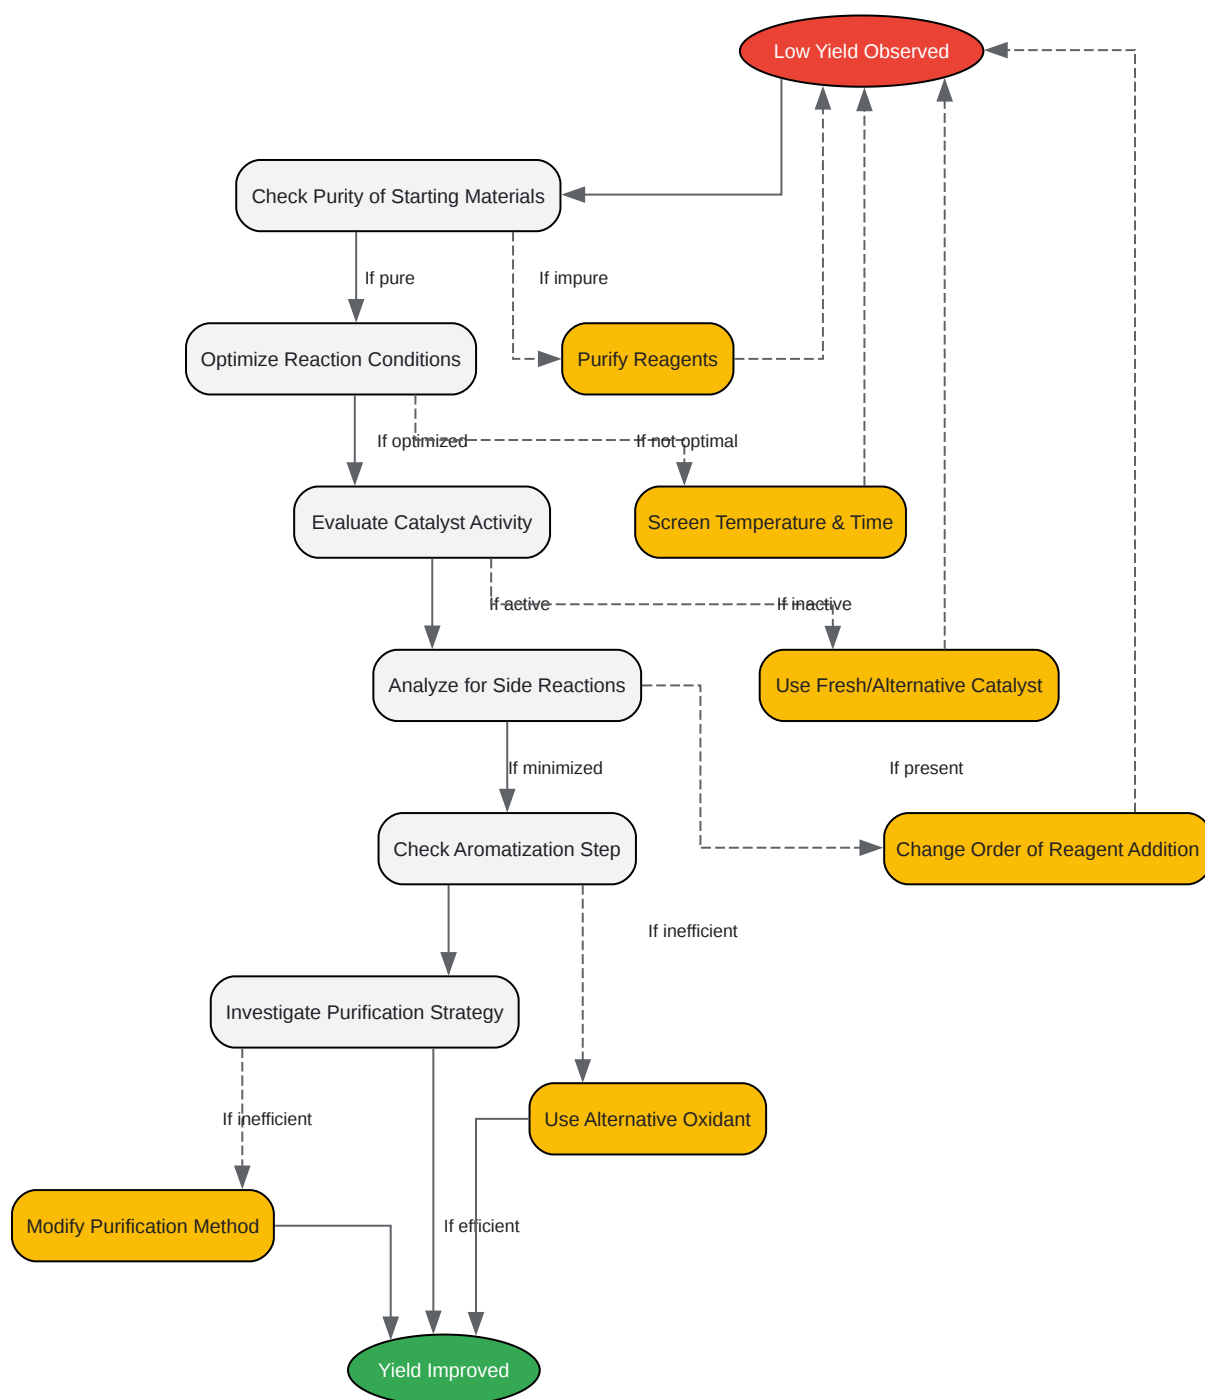 Low Yield Observed
Check Purity of Starting Materials
If pure
If impure
Optimize Reaction Conditions
Purify Reagents
If optimized
If not optimal
Evaluate Catalyst Activity
Screen Temperature & Time
If active
If inactive
Analyze for Side Reactions
Use Fresh/Alternative Catalyst
If minimized
If present
Check Aromatization Step
Change Order of Reagent Addition
If inefficient
Investigate Purification Strategy
If inefficient
Use Alternative Oxidant
Modify Purification Method
If efficient
Yield Improved